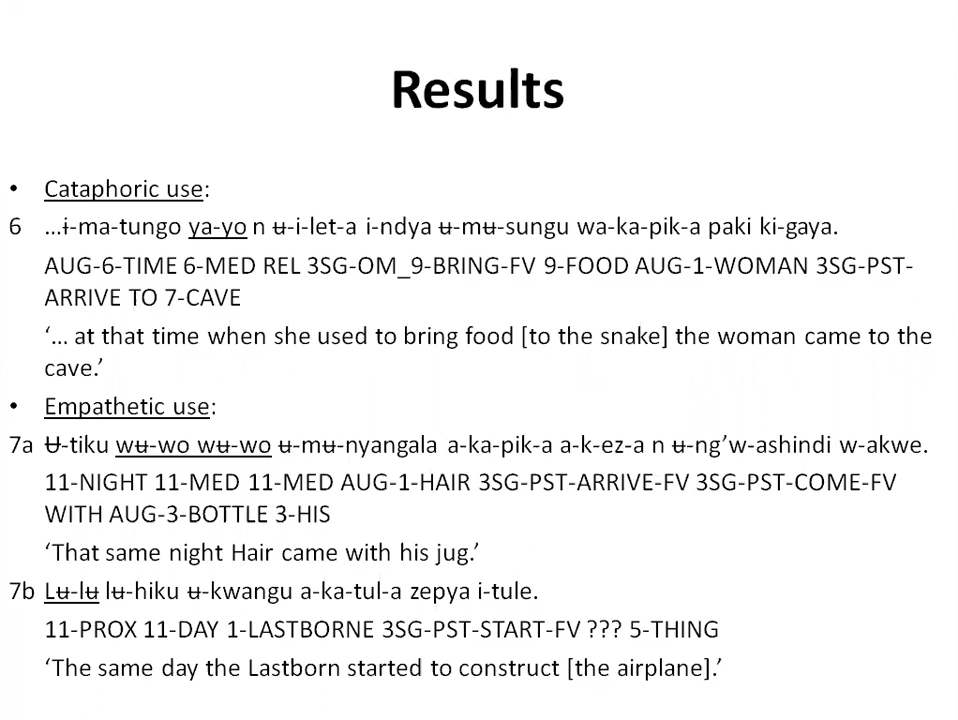 Results
• Cataphoric use:
6 …ɨ-ma-tungo ya-yo n ʉ-i-let-a i-ndya ʉ-mʉ-sungu wa-ka-pik-a paki ki-gaya.
AUG-6-TIME 6-MED REL 3SG-OM_9-BRING-FV 9-FOOD AUG-1-WOMAN 3SG-PST-
ARRIVE TO 7-CAVE
‘… at that time when she used to bring food [to the snake] the woman came to the
cave.’
• Empathetic use:
7a Ʉ-tiku wʉ-wo wʉ-wo ʉ-mʉ-nyangala a-ka-pik-a a-k-ez-a n ʉ-ng’w-ashindi w-akwe.
11-NIGHT 11-MED 11-MED AUG-1-HAIR 3SG-PST-ARRIVE-FV 3SG-PST-COME-FV
WITH AUG-3-BOTTLE 3-HIS
‘That same night Hair came with his jug.’
7b Lʉ-lʉ lʉ-hiku ʉ-kwangu a-ka-tul-a zepya i-tule.
11-PROX 11-DAY 1-LASTBORNE 3SG-PST-START-FV ??? 5-THING
‘The same day the Lastborn started to construct [the airplane].’